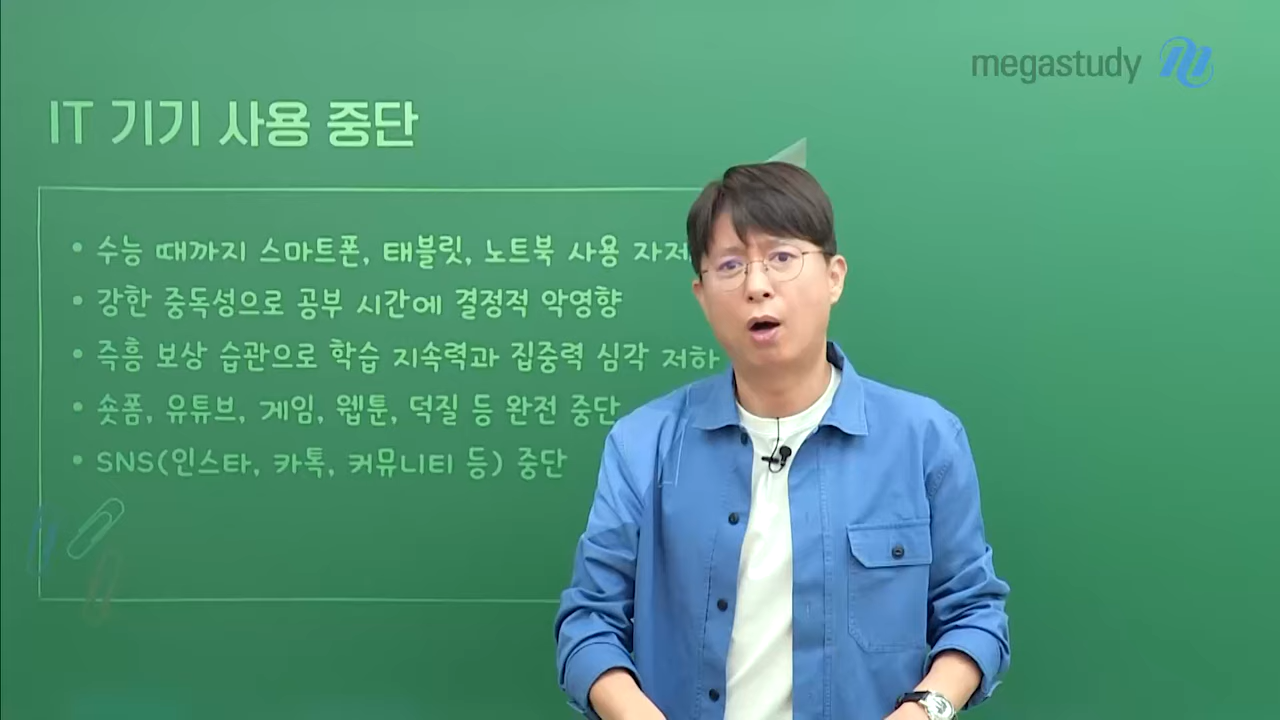 megastudy
IT 기기 사용 중단
• 수능 때까지 스마트폰, 태블릿, 노트북 사용
• 강한 중독성으로 공부 시간에 결정적 악영향
• 즉흥 보상 습관으로 학습 지속력과 집중력 심각 저하
• 숏폼, 유튜브, 게임, 웹툰, 덕질 등 완전 중단
• SNS(인스타, 카톡, 커뮤니티 등) 중단